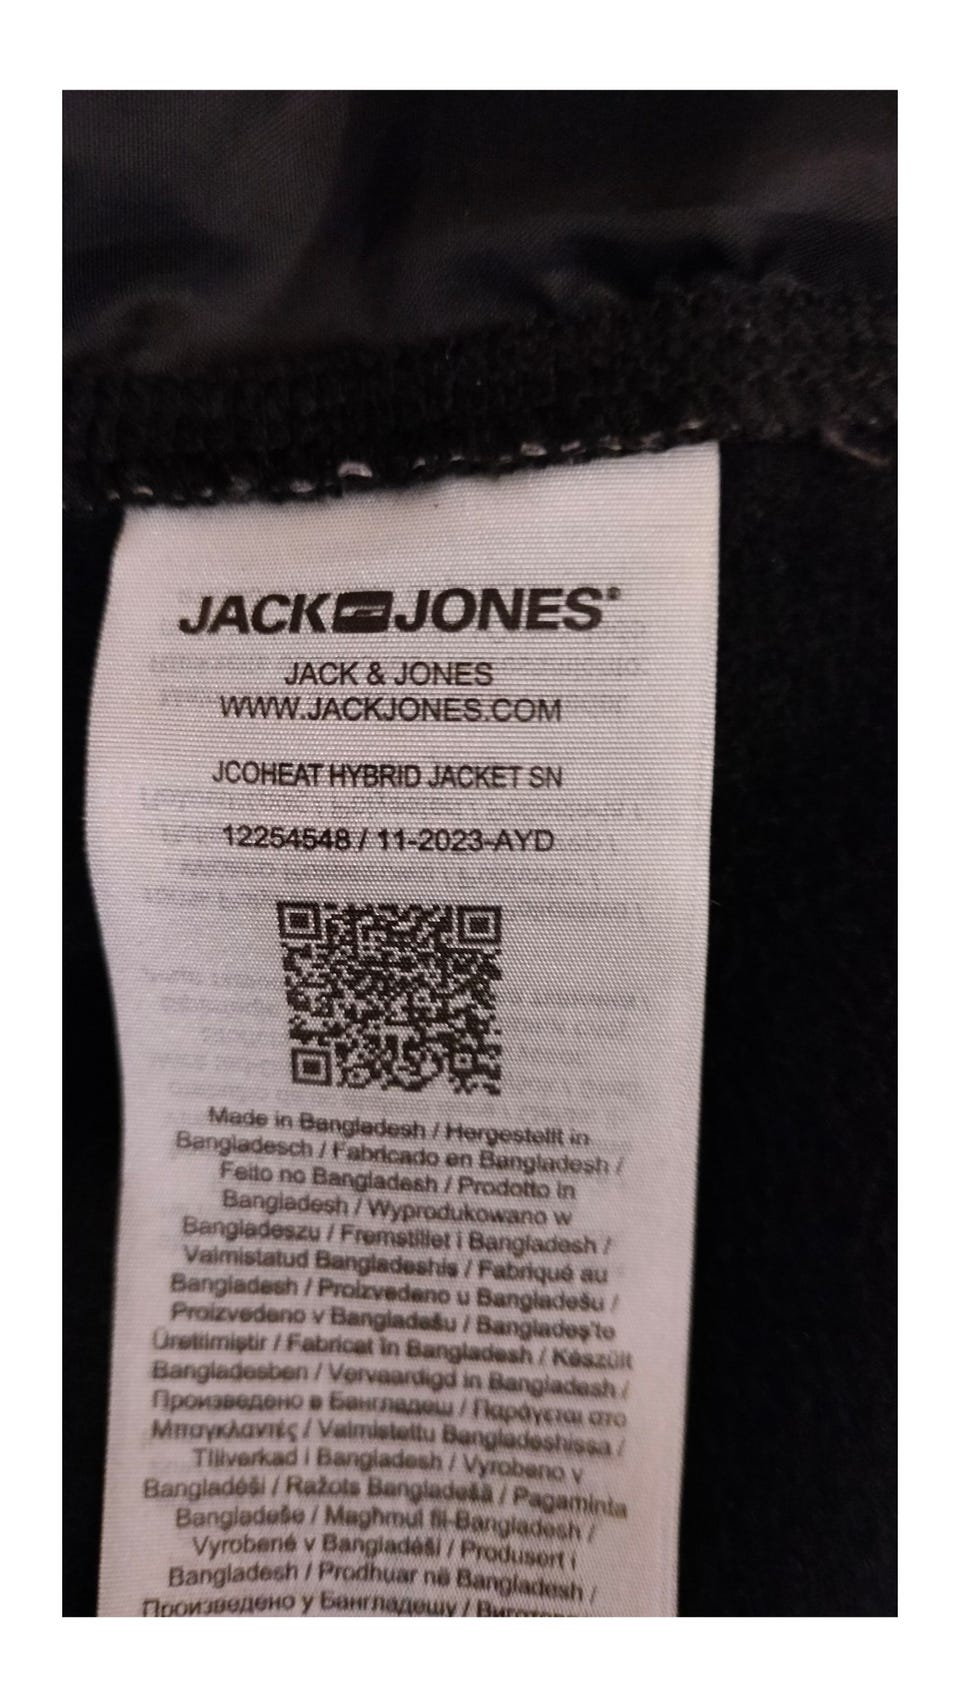 JACK JONES®
JACK & JONES
WWW.JACKJONES.COM
JCOHEAT HYBRID JACKET SN
12254548 / 11-2023-AYD
Made in Bangladesh / Hergestellt in
Bangladesch / Fabricado en Bangladesh /
Feito no Bangladesh / Prodotto in
Bangladesh / Wyprodukowano w
Bangladeszu / Fremstillet i Bangladesh /
Valmistatud Bangladeshis / Fabriqué au
Bangladesh / Proizvedeno u Bangladešu /
Proizvedeno v Bangladešu / Bangladeş'te
Üretilmiştir / Fabricat în Bangladesh / Készült
Bangladesben / Vervaardigd in Bangladesh /
Произведено в Бангладеш / Παράγεται στο
Μπαγκλαντές / Valmistettu Bangladeshissa /
Tillverkad i Bangladesh / Vyrobeno v
Bangladéši / Ražots Bangladešā / Pagaminta
Bangladeše / Magħmul fil-Bangladesh /
Vyrobené v Bangladéši / Produsert i
Bangladesh / Prodhuar në Bangladesh /
Произведено у Бангладешу /